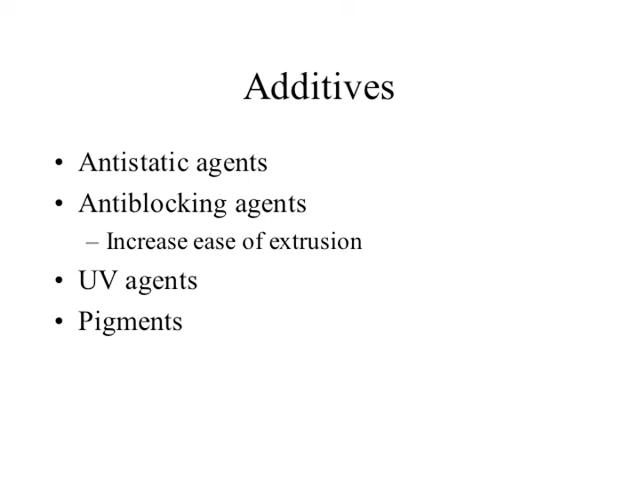 Additives
• Antistatic agents
• Antiblocking agents
– Increase ease of extrusion
• UV agents
• Pigments